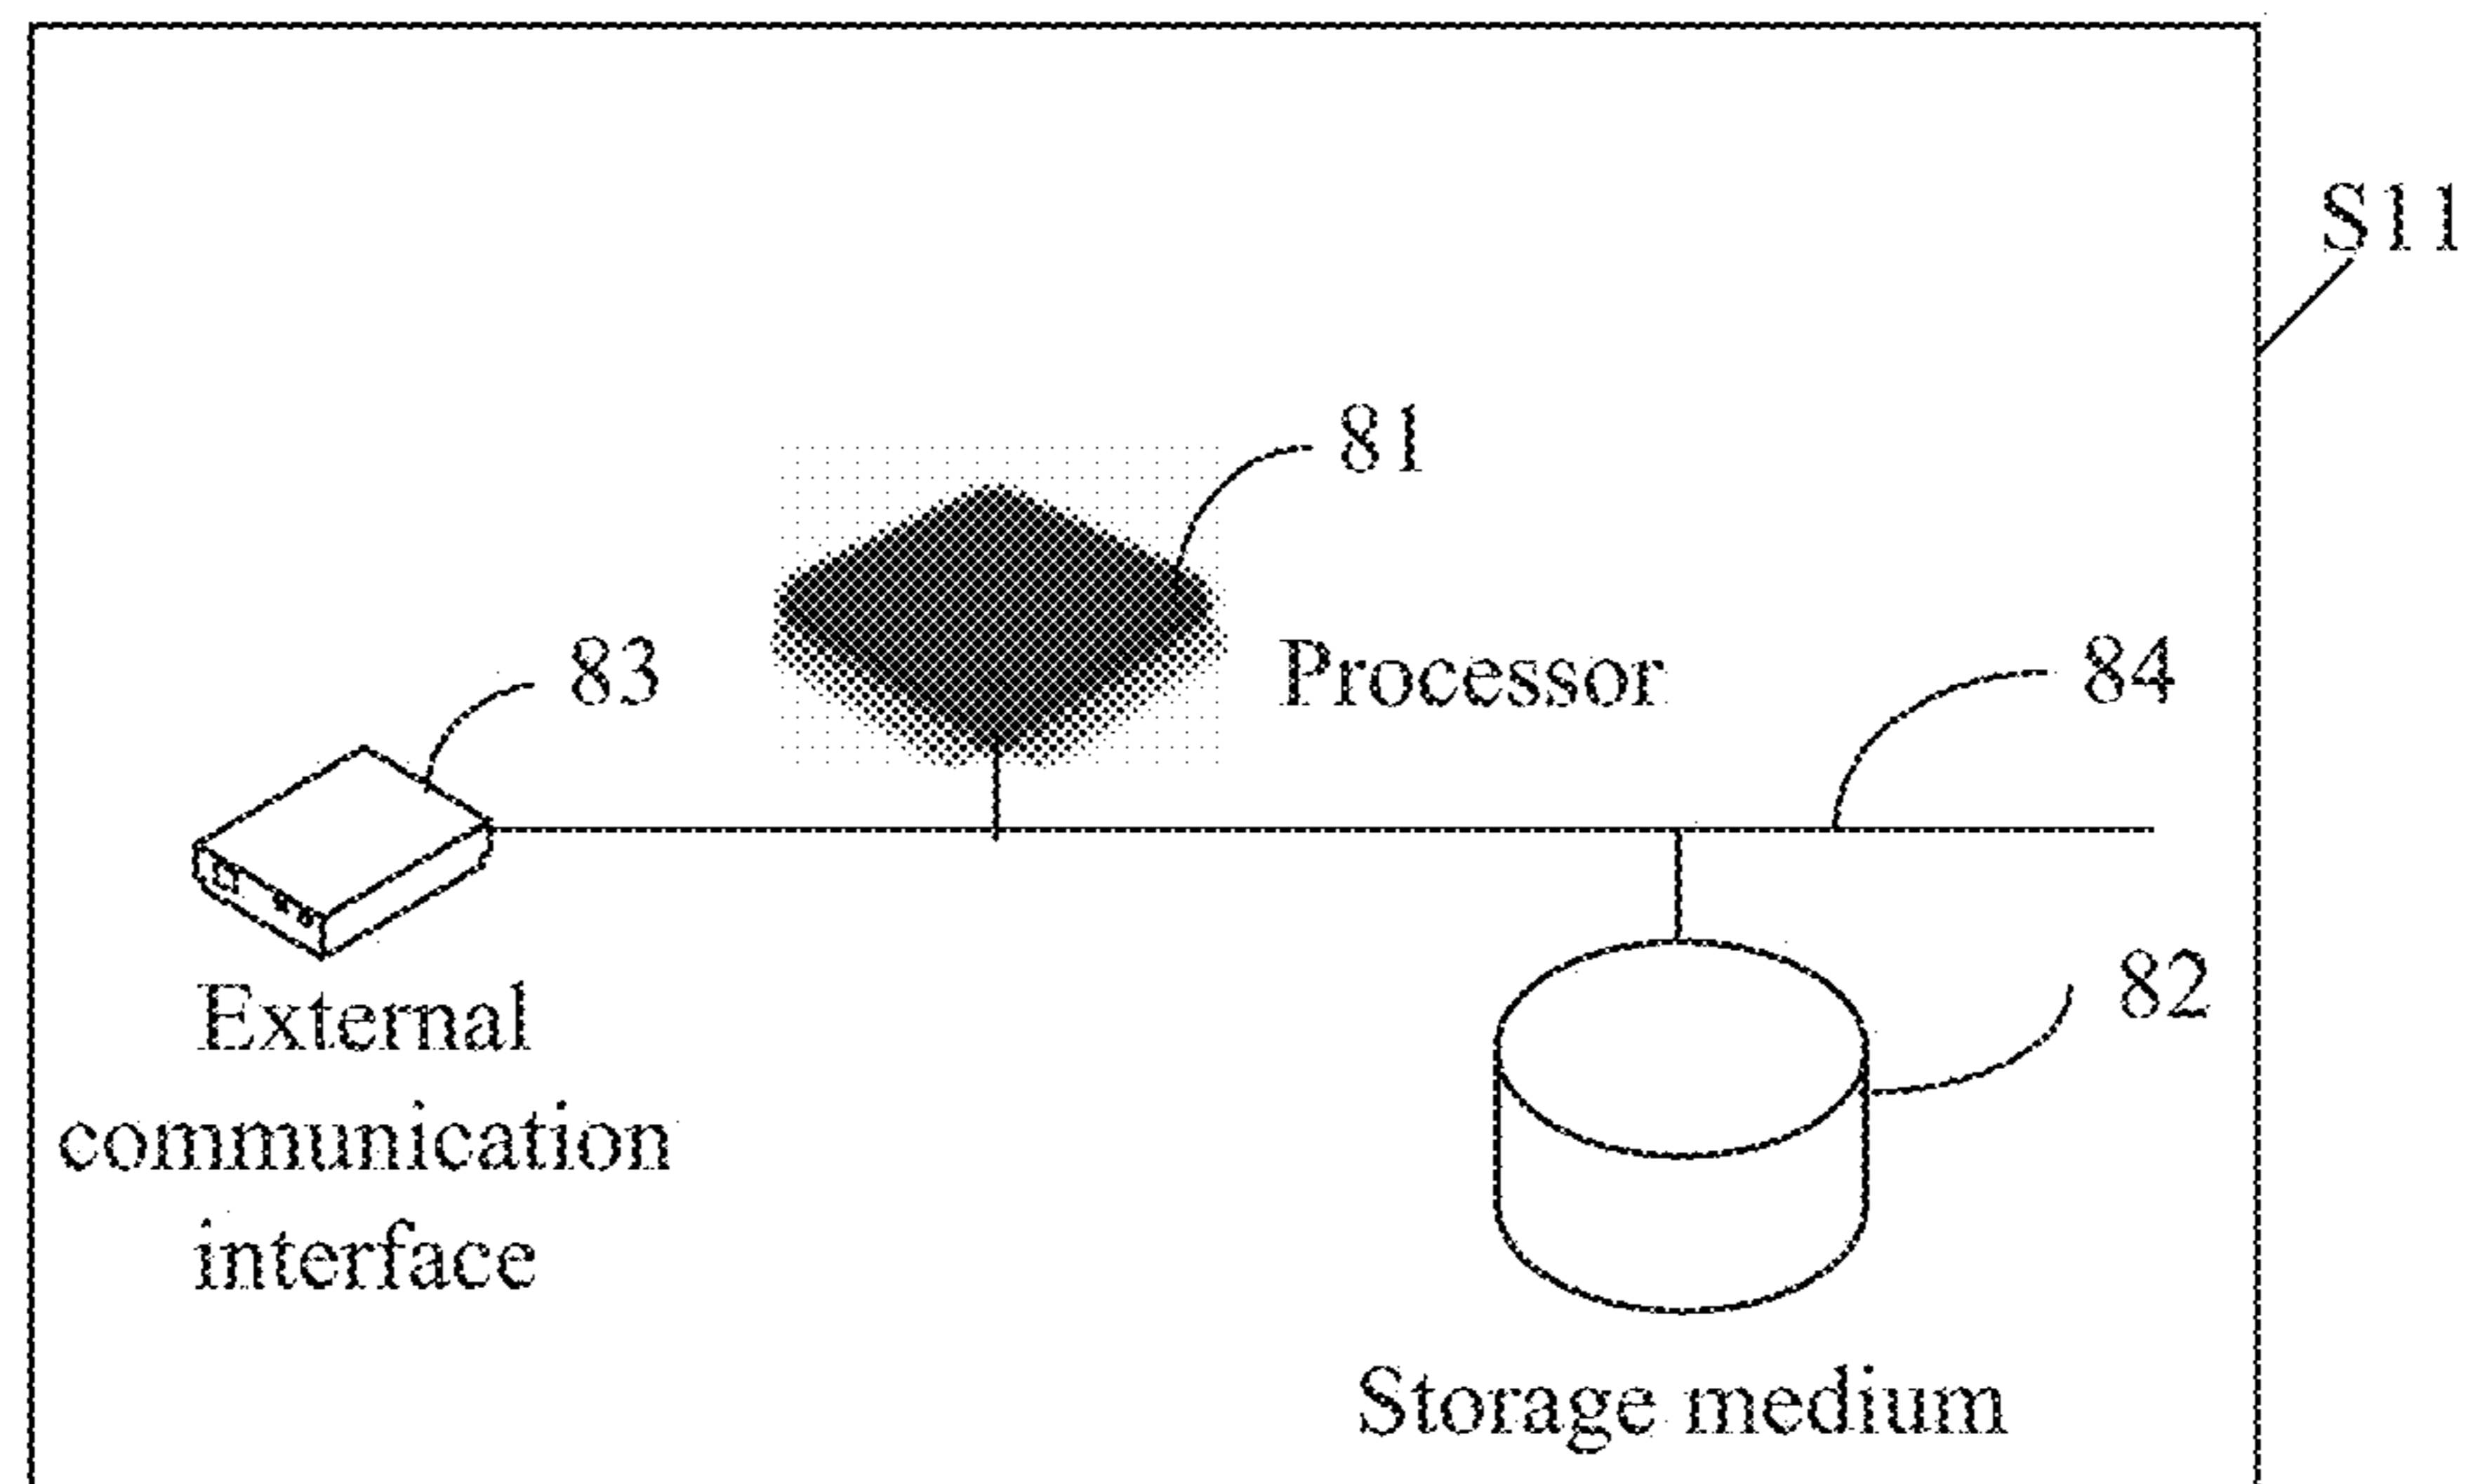 S11
81
83
Processor
84
External
communication
interface
82
Storage medium